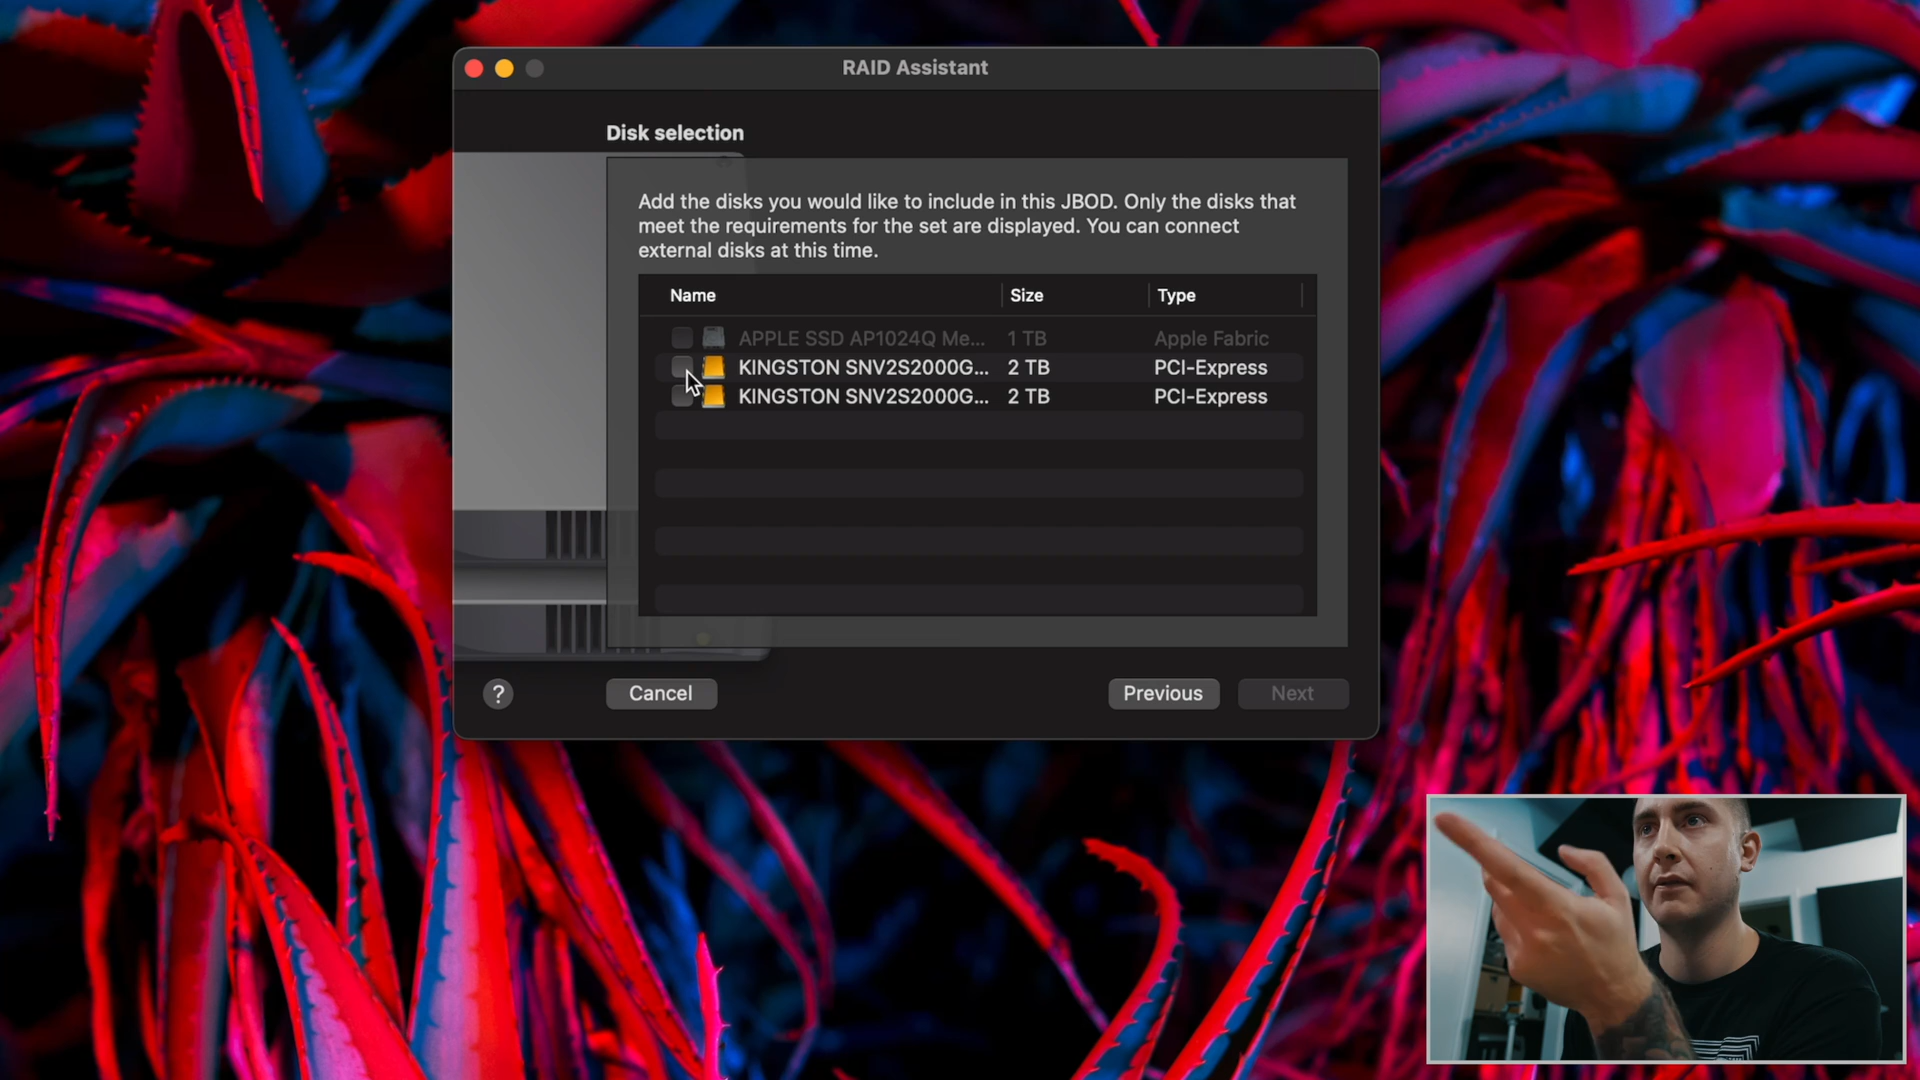 RAID Assistant
Disk selection
Add the disks you would like to include in this JBOD. Only the disks that
meet the requirements for the set are displayed. You can connect
external disks at this time.
Name Size Type
APPLE SSD AP1024Q Me... 1 TB Apple Fabric
KINGSTON SNV2S2000G... 2 TB PCI-Express
KINGSTON SNV2S2000G... 2 TB PCI-Express
? Cancel Previous Next